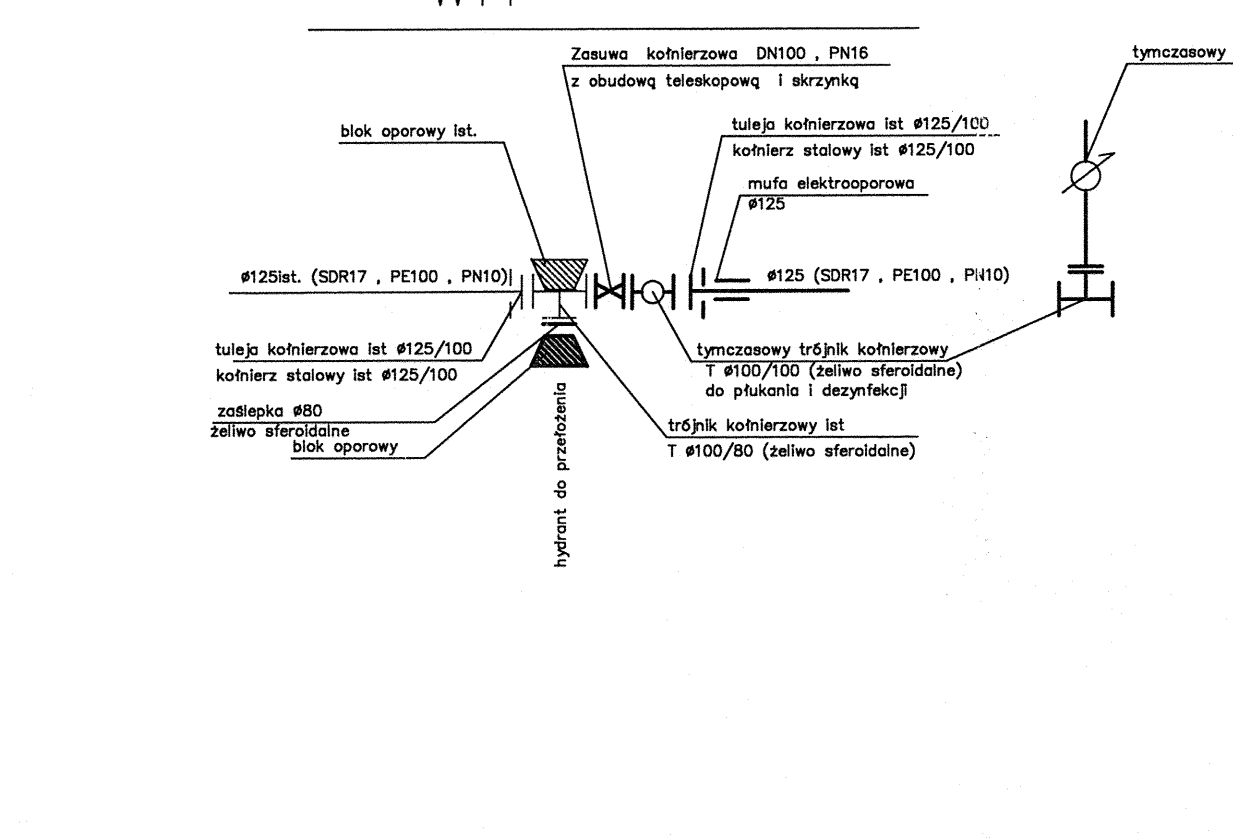 Zasuwa kołnierzowa DN100 , PN16
z obudową teleskopową i skrzynką
tymczasowy
blok oporowy ist.
tuleja kołnierzowa ist ø125/100
kołnierz stalowy ist ø125/100
mufa elektrooporowa
ø125
ø125ist. (SDR17 , PE100 , PN10)
ø125 (SDR17 , PE100 , PN10)
tuleja kołnierzowa ist ø125/100
kołnierz stalowy ist ø125/100
tymczasowy trójnik kołnierzowy
T ø100/100 (żeliwo sferoidalne)
do płukania i dezynfekcji
zaślepka ø80
żeliwo sferoidalne
blok oporowy
trójnik kołnierzowy ist
T ø100/80 (żeliwo sferoidalne)
hydrant do przełożenia